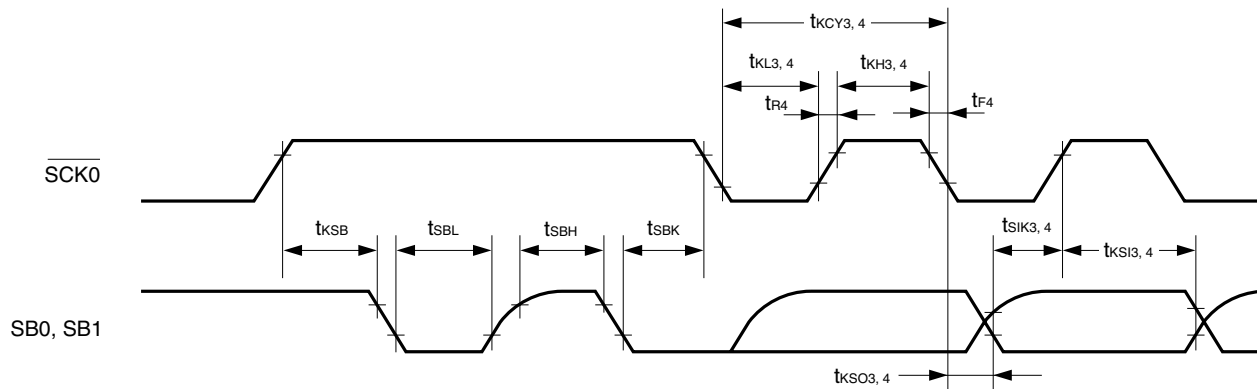 tKCY3, 4
tKL3, 4
tKH3, 4
tR4
tF4
SCK0
tKSB
tSBL
tSBH
tSBK
tSIK3, 4
tKSI3, 4
SB0, SB1
tKSO3, 4